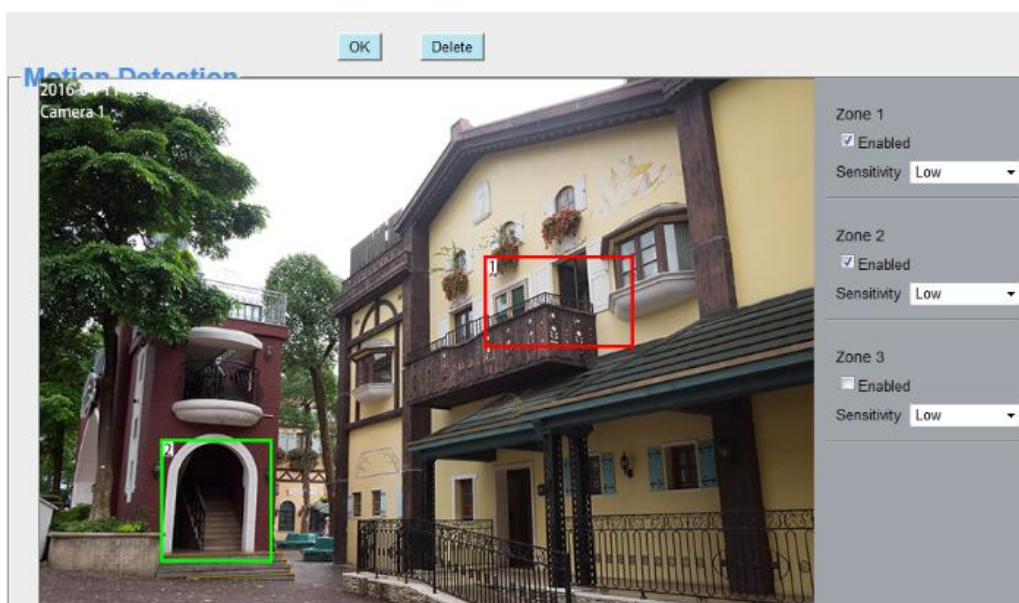 OK
Delete
Motion Detection
2016
Camera 1
Zone 1
Enabled
Sensitivity Low
Zone 2
Enabled
Sensitivity Low
Zone 3
Enabled
Sensitivity Low
1
2